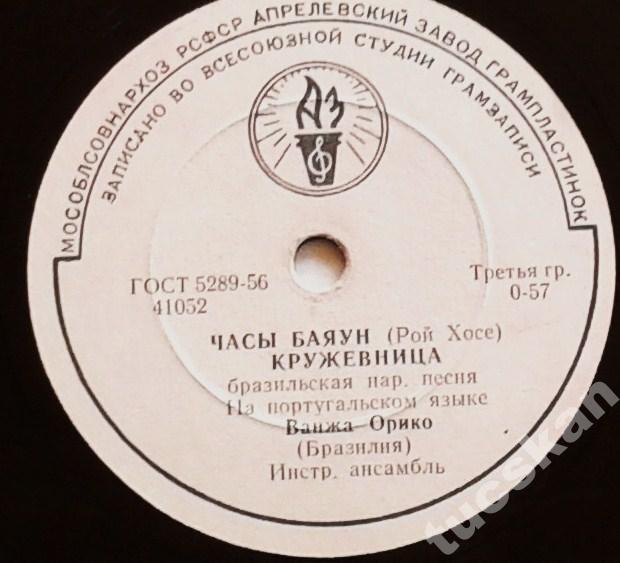 МОСОБЛСОВНАРХОЗ РСФСР АПРЕЛЕВСКИЙ ЗАВОД ГРАМПЛАСТИНОК
ЗАПИСАНО ВО ВСЕСОЮЗНОЙ СТУДИИ ГРАМЗАПИСИ
АЗ
ГОСТ 5289-56
41052
Третья гр.
0-57
ЧАСЫ БАЯУН (Рой Хосе)
КРУЖЕВНИЦА
бразильская нар. песня
На португальском языке
Ванжа Орико
(Бразилия)
Инстр. ансамбль
tucskan